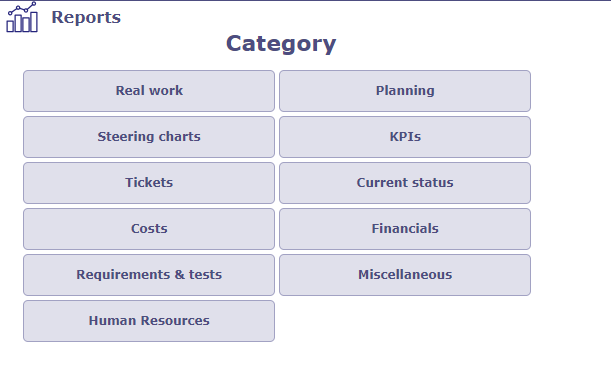 Reports
Category
Real work
Planning
Steering charts
KPIs
Tickets
Current status
Costs
Financials
Requirements & tests
Miscellaneous
Human Resources